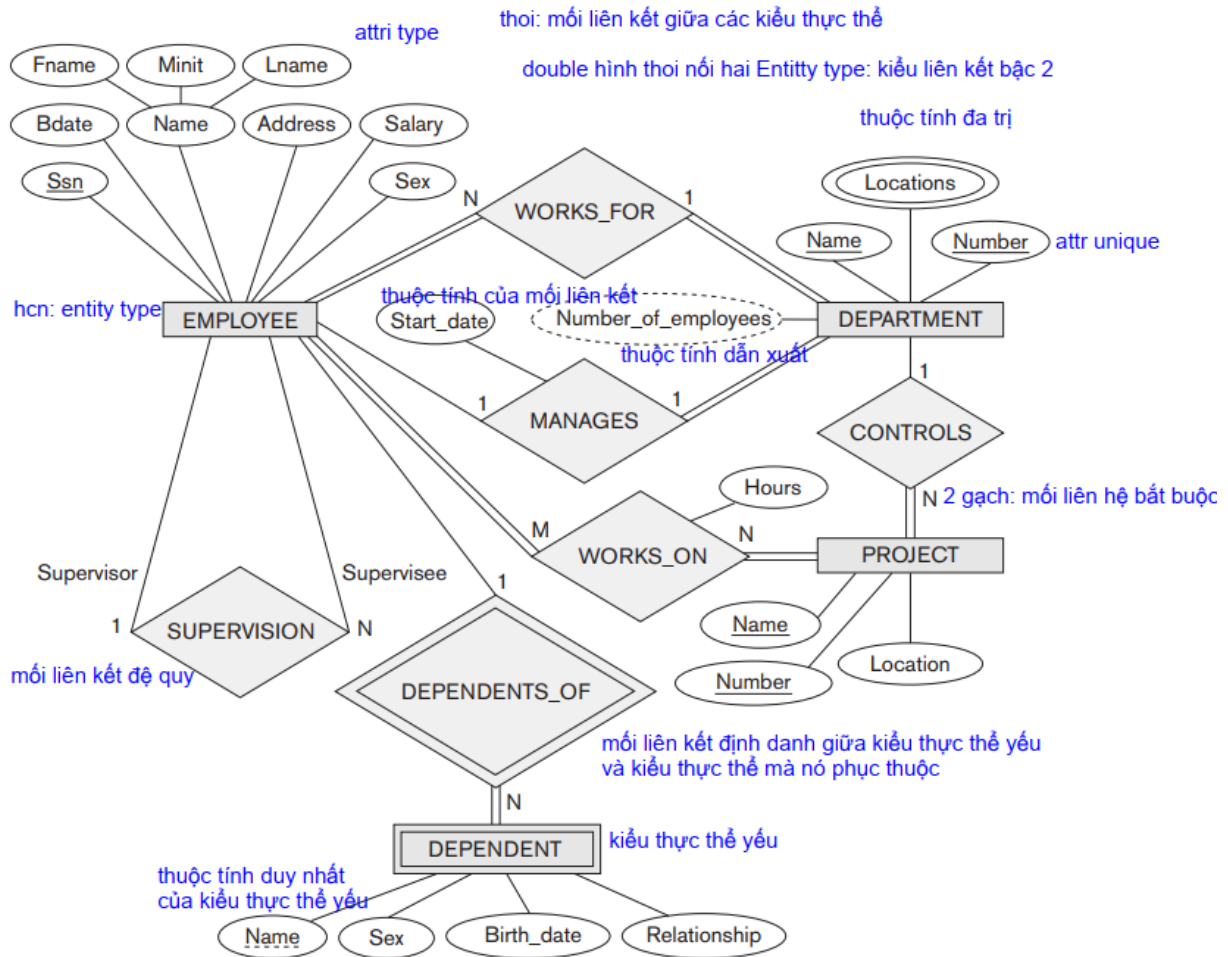 thoi: mối liên kết giữa các kiểu thực thể
attri type
Fname
Minit
Lname
double hình thoi nối hai Entitty type: kiểu liên kết bậc 2
Bdate
Name
Address
Salary
thuộc tính đa trị
Ssn
Sex
Locations
N
WORKS_FOR
1
Name
Number
attr unique
hcn: entity type
EMPLOYEE
thuộc tính của mối liên kết
Start_date
Number_of_employees
DEPARTMENT
thuộc tính dẫn xuất
1
MANAGES
1
1
CONTROLS
Hours
N
2 gạch: mối liên hệ bắt buộc
M
WORKS_ON
N
PROJECT
Supervisor
Supervisee
1
1
SUPERVISION
N
Name
Number
Location
mối liên kết đệ quy
DEPENDENTS_OF
mối liên kết định danh giữa kiểu thực thể yếu
và kiểu thực thể mà nó phục thuộc
N
DEPENDENT
kiểu thực thể yếu
thuộc tính duy nhất
của kiểu thực thể yếu
Name
Sex
Birth_date
Relationship